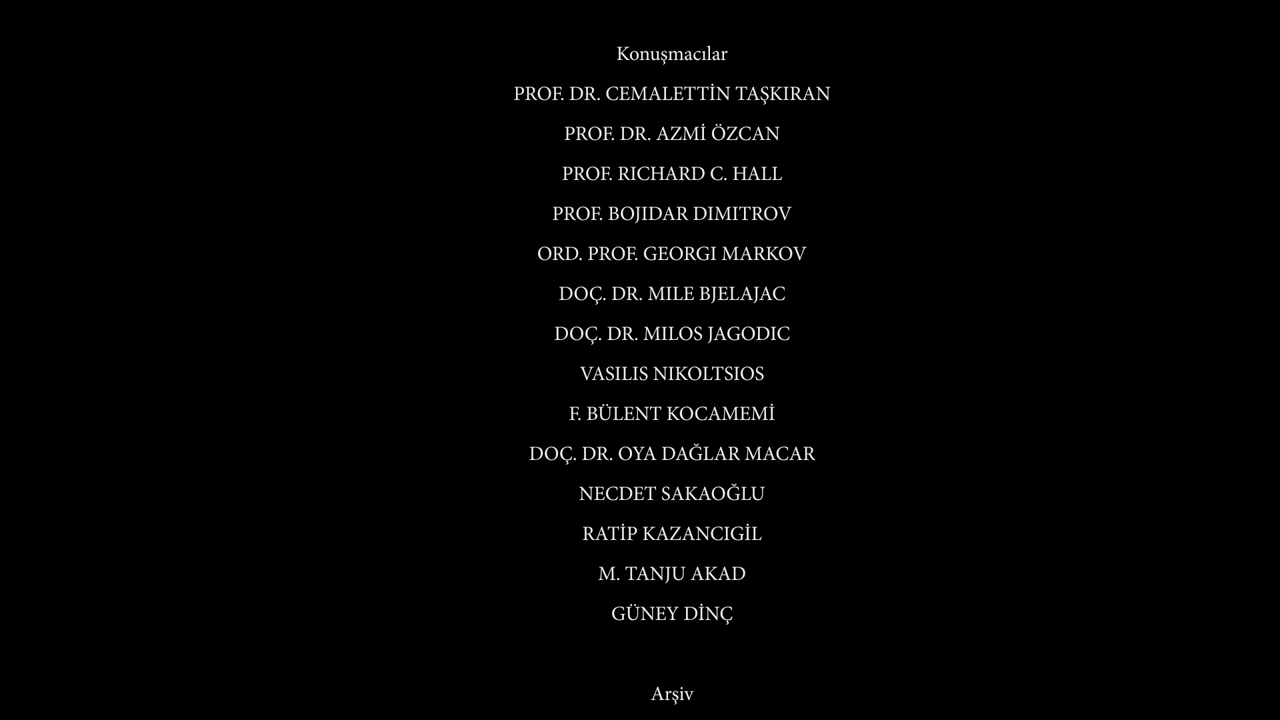 Konuşmacılar
PROF. DR. CEMALETTİN TAŞKIRAN
PROF. DR. AZMİ ÖZCAN
PROF. RICHARD C. HALL
PROF. BOJIDAR DIMITROV
ORD. PROF. GEORGI MARKOV
DOÇ. DR. MILE BJELAJAC
DOÇ. DR. MILOS JAGODIC
VASILIS NIKOLTSIOS
F. BÜLENT KOCAMEMİ
DOÇ. DR. OYA DAĞLAR MACAR
NECDET SAKAOĞLU
RATİP KAZANCIGİL
M. TANJU AKAD
GÜNEY DİNÇ
Arşiv